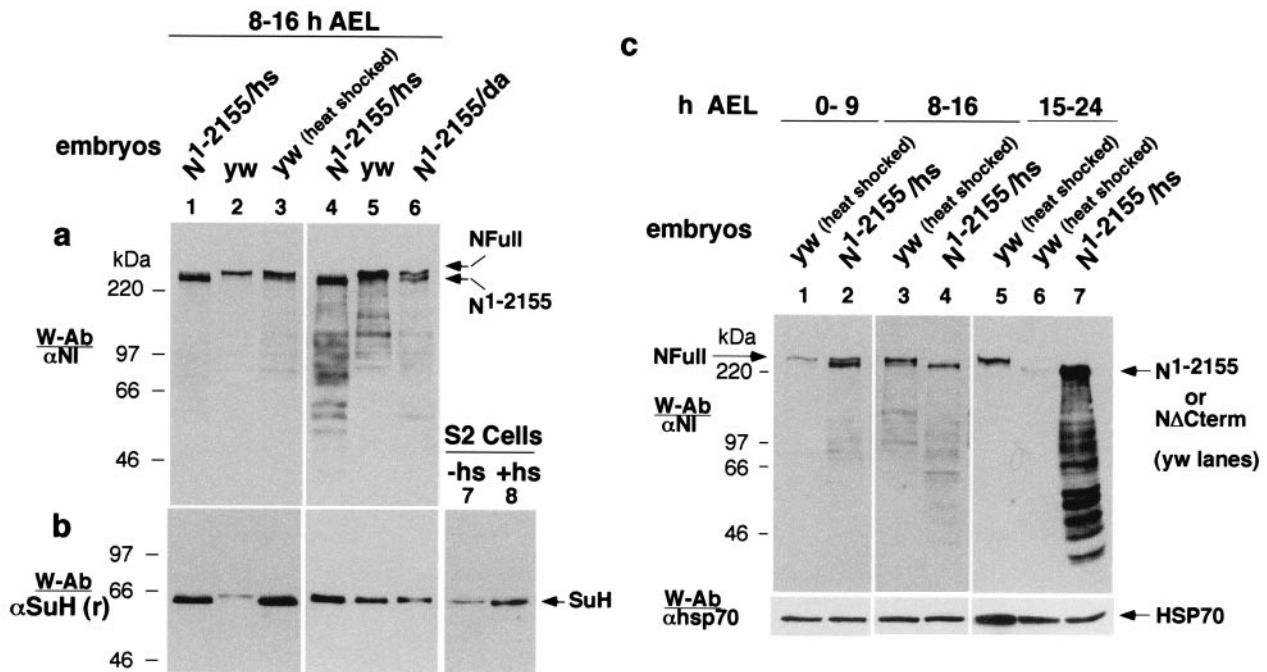 8-16 h AEL
embryos
N1-2155/hs
yw
yw (heat shocked)
N1-2155/hs
yw
N1-2155/da
1 2 3 4 5 6
a
kDa
220
97
66
46
W-Ab
αNI
NFull
N1-2155
S2 Cells
-hs +hs
7 8
b
97
66
46
W-Ab
αSuH (r)
SuH
c
h AEL
0- 9 8-16 15-24
embryos
yw (heat shocked)
N1-2155/hs
yw (heat shocked)
N1-2155/hs
yw (heat shocked)
yw (heat shocked)
N1-2155/hs
1 2 3 4 5 6 7
kDa
NFull
220
97
66
46
W-Ab
αNI
N1-2155
or
NΔCterm
(yw lanes)
W-Ab
αhsp70
HSP70